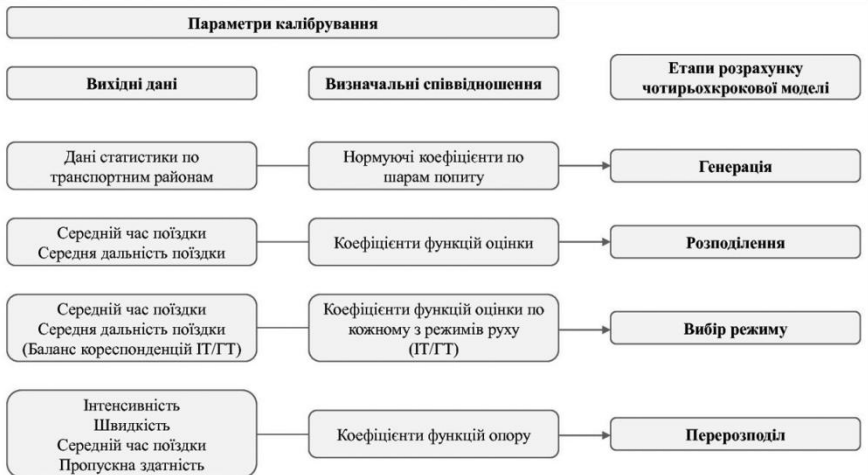 Параметри калібрування
Вихідні дані
Визначальні співвідношення
Етапи розрахунку
чотирьохкрокової моделі
Дані статистики по
транспортним районам
Нормуючі коефіцієнти по
шарам попиту
Генерація
Середній час поїздки
Середня дальність поїздки
Коефіцієнти функцій оцінки
Розподілення
Середній час поїздки
Середня дальність поїздки
(Баланс кореспонденцій ІТ/ГТ)
Коефіцієнти функцій оцінки по
кожному з режимів руху
(ІТ/ГТ)
Вибір режиму
Інтенсивність
Швидкість
Середній час поїздки
Пропускна здатність
Коефіцієнти функцій опору
Перерозподіл